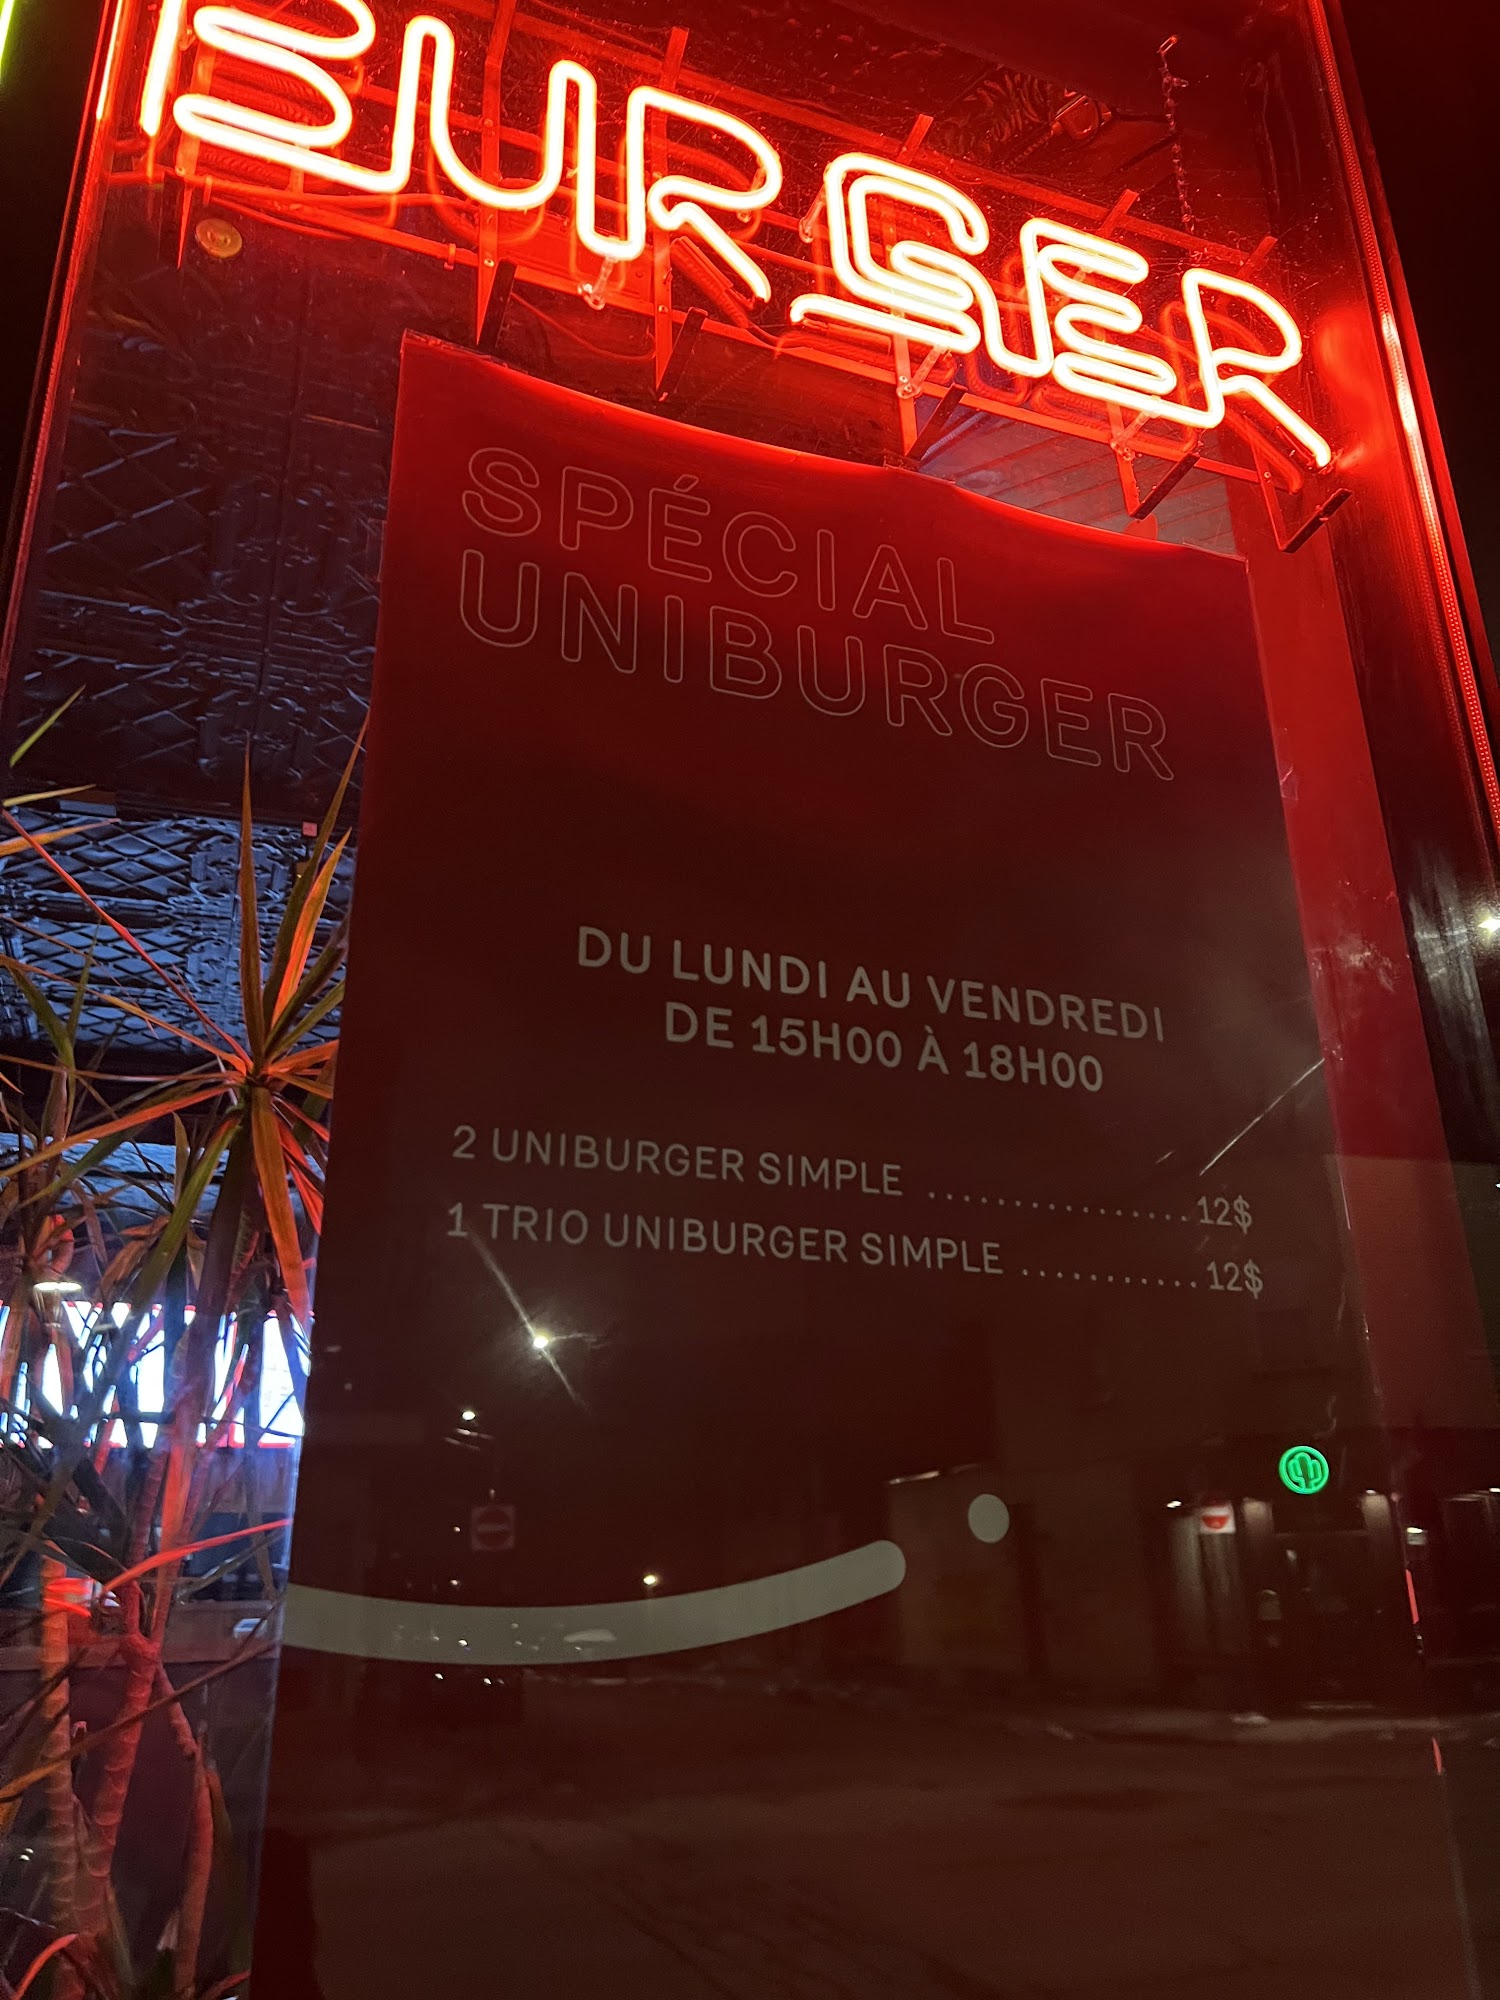 BURGER
SPÉCIAL
UNIBURGER
DU LUNDI AU VENDREDI
DE 15H00 À 18H00
2 UNIBURGER SIMPLE ................ 12$
1 TRIO UNIBURGER SIMPLE ........... 12$